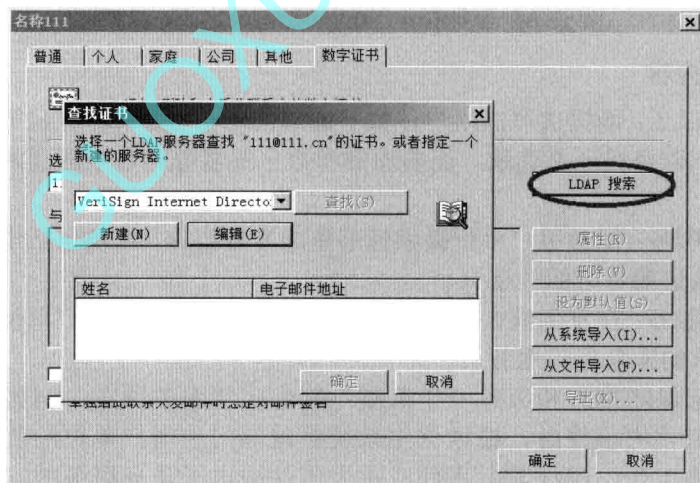 名称111
普通 个人 家庭 公司 其他 数字证书
查找证书
选择一个LDAP服务器查找 "111@111.cn"的证书。或者指定一个
新建的服务器。
选
LDAP 搜索
VeriSign Internet Directo
查找(S)
与
新建(N) 编辑(E)
属性(R)
删除(V)
姓名 电子邮件地址
设为默认值(S)
从系统导入(I)...
从文件导入(F)...
确定 取消
导出(X)...
确定 取消
GUOXU